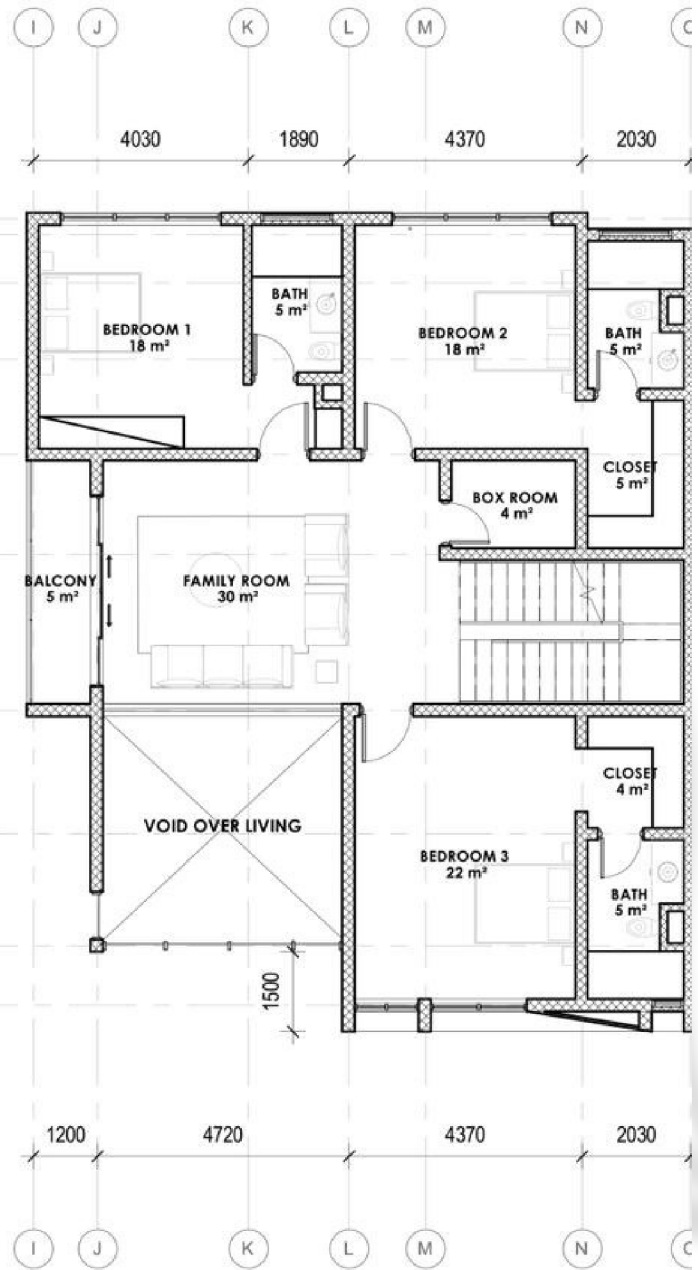 I J K L M N
4030 1890 4370 2030
BATH
5 m²
BEDROOM 1
18 m²
BEDROOM 2
18 m²
BATH
5 m²
CLOSET
5 m²
BOX ROOM
4 m²
BALCONY
5 m²
FAMILY ROOM
30 m²
CLOSET
4 m²
VOID OVER LIVING
BEDROOM 3
22 m²
BATH
5 m²
1500
1200 4720 4370 2030
I J K L M N